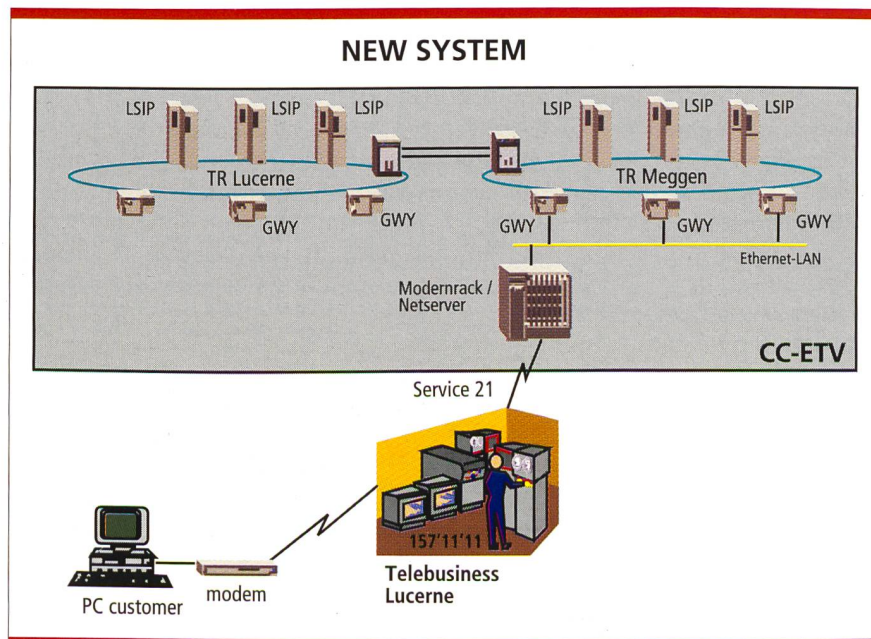 NEW SYSTEM
LSIP
LSIP
LSIP
LSIP
LSIP
LSIP
TR Lucerne
TR Meggen
GWY
GWY
GWY
GWY
GWY
Ethernet-LAN
Modernrack /
Netserver
CC-ETV
Service 21
157'11'11
Telebusiness
Lucerne
PC customer
modem